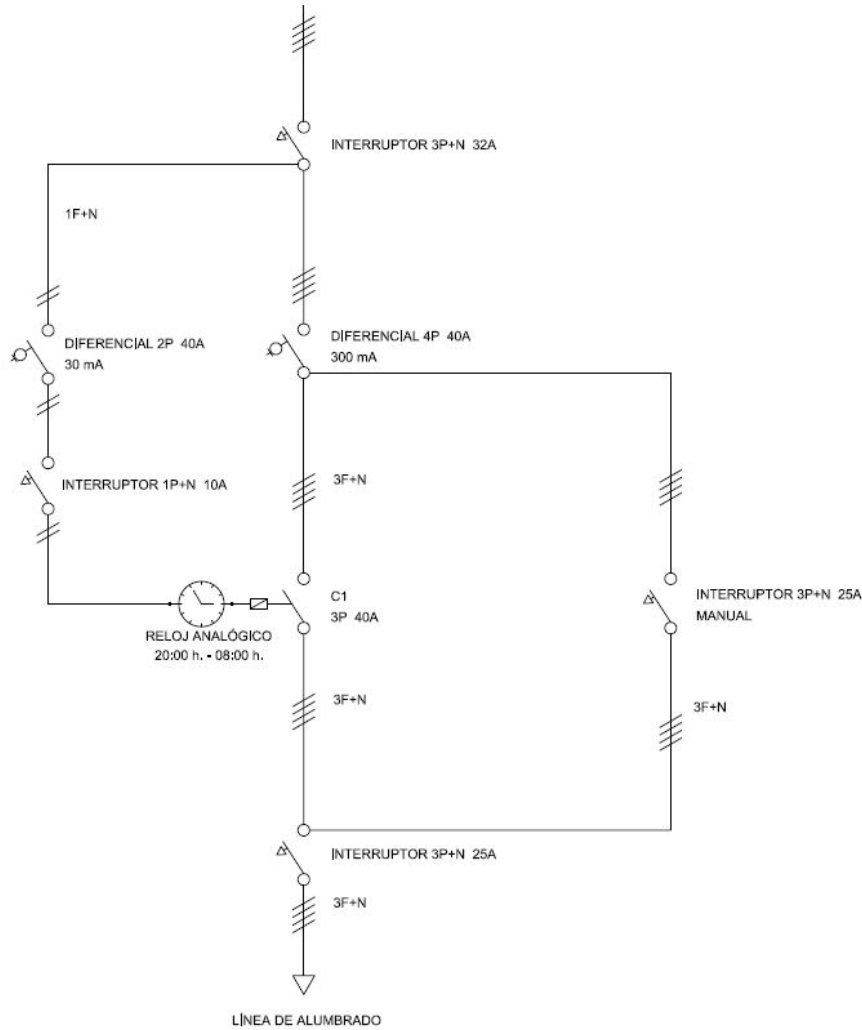 INTERRUPTOR 3P+N 32A
1F+N
DIFERENCIAL 2P 40A
30 mA
DIFERENCIAL 4P 40A
300 mA
INTERRUPTOR 1P+N 10A
3F+N
C1
3P 40A
INTERRUPTOR 3P+N 25A
MANUAL
RELOJ ANALÓGICO
20:00 h. - 08:00 h.
3F+N
3F+N
INTERRUPTOR 3P+N 25A
3F+N
LÍNEA DE ALUMBRADO